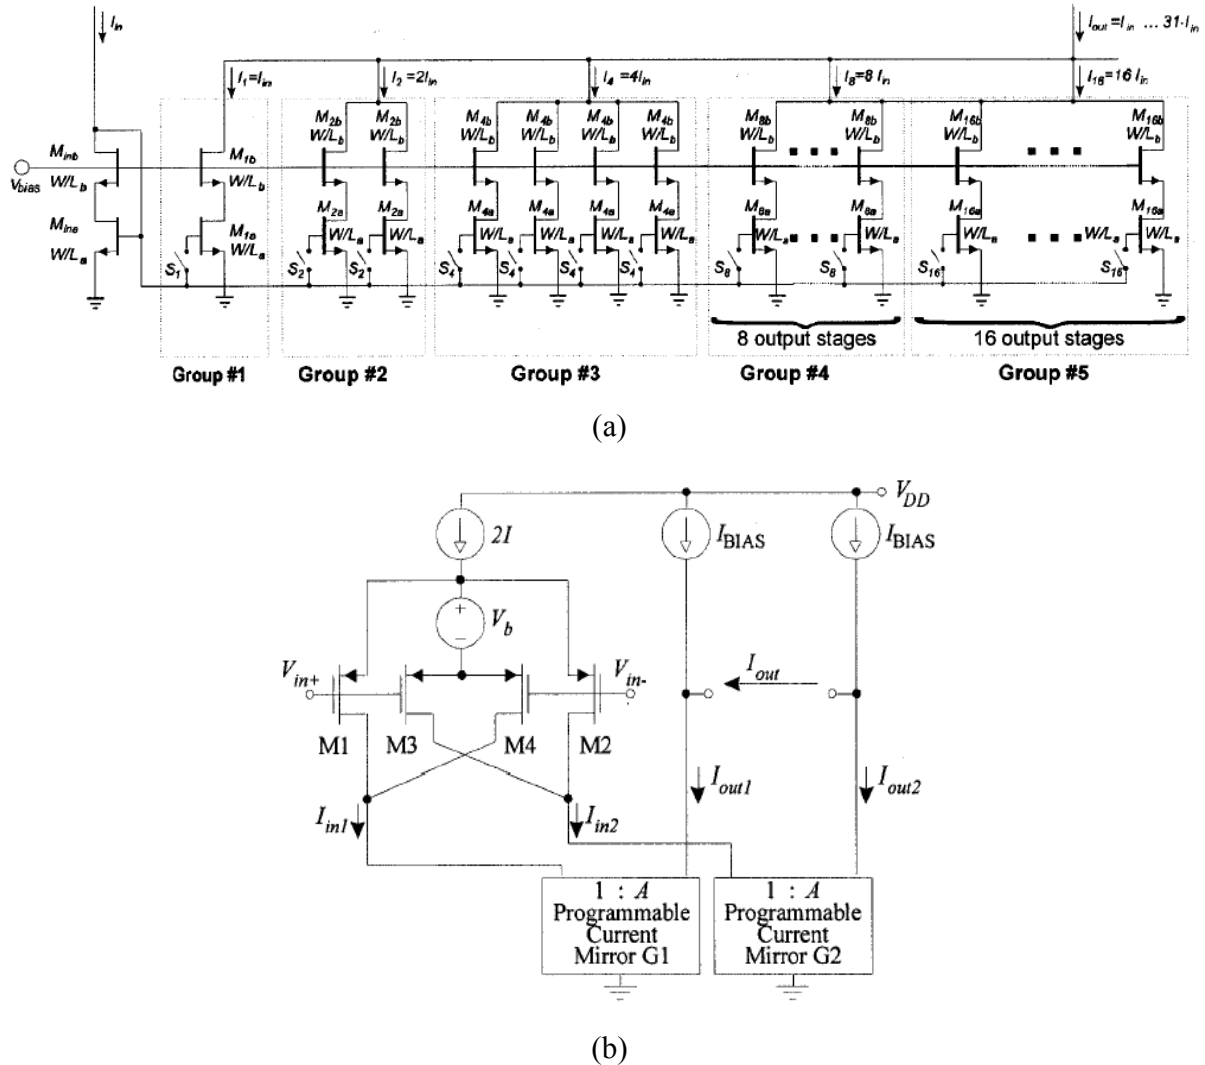 I_in
I_1=I_in
I_2 =2I_in
I_4 =4I_in
I_8=8 I_in
I_out=I_in ... 31·I_in
I_16=16 I_in
M_2b M_2b M_4b M_4b M_4b M_4b M_8b M_8b M_16b M_16b
W/L_b W/L_b W/L_b W/L_b W/L_b W/L_b W/L_b W/L_b W/L_b W/L_b
M_inb M_1b
V_bias W/L_b W/L_b
M_ina M_1a M_2a M_2a M_4a M_4a M_4a M_4a M_8a M_8a M_16a M_16a
W/L_a W/L_a W/L_a W/L_a W/L_a W/L_a W/L_a W/L_a W/L_a W/L_a W/L_a W/L_a
S_1 S_2 S_2 S_4 S_4 S_4 S_4 S_8 S_8 S_16 S_16
8 output stages 16 output stages
Group #1 Group #2 Group #3 Group #4 Group #5
(a)
V_DD
2I I_BIAS I_BIAS
+
V_b
−
V_in+ V_in- I_out
M1 M3 M4 M2
I_out1 I_out2
I_in1 I_in2
1 : A 1 : A
Programmable Programmable
Current Current
Mirror G1 Mirror G2
(b)